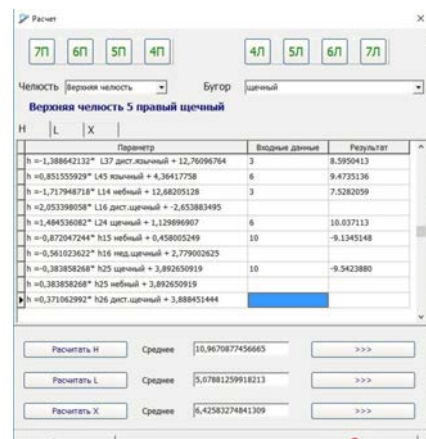 Расчет
7П 6П 5П 4П 4Л 5Л 6Л 7Л
Челюсть Верхняя челюсть Бугор щечный
Верхняя челюсть 5 правый щечный
H L X
Параметр Входные данные Результат
h =-1,388642132* L37 дист.язычный + 12,76096764 3 8.5950413
h =0,851555929* L45 язычный + 4,36417758 6 9.4735136
h =-1,717948718* L14 небный + 12,68205128 3 7.5282059
h =2,053398058* L16 дист.щечный + -2,653883495
h =1,484536082* L24 щечный + 1,129896907 6 10.037113
h =-0,872047244* h15 небный + 0,458005249 10 -9.1345148
h =-0,561023622* h16 мед.щечный + 2,779002625
h =-0,383858268* h25 щечный + 3,892650919 10 -9.5423880
h =0,383858268* h25 небный + 3,892650919
h =0,371062992* h26 дист.щечный + 3,888451444
Расчитать H Среднее 10,9670877456665 >>>
Расчитать L Среднее 5,07881259918213 >>>
Расчитать X Среднее 6,42583274841309 >>>